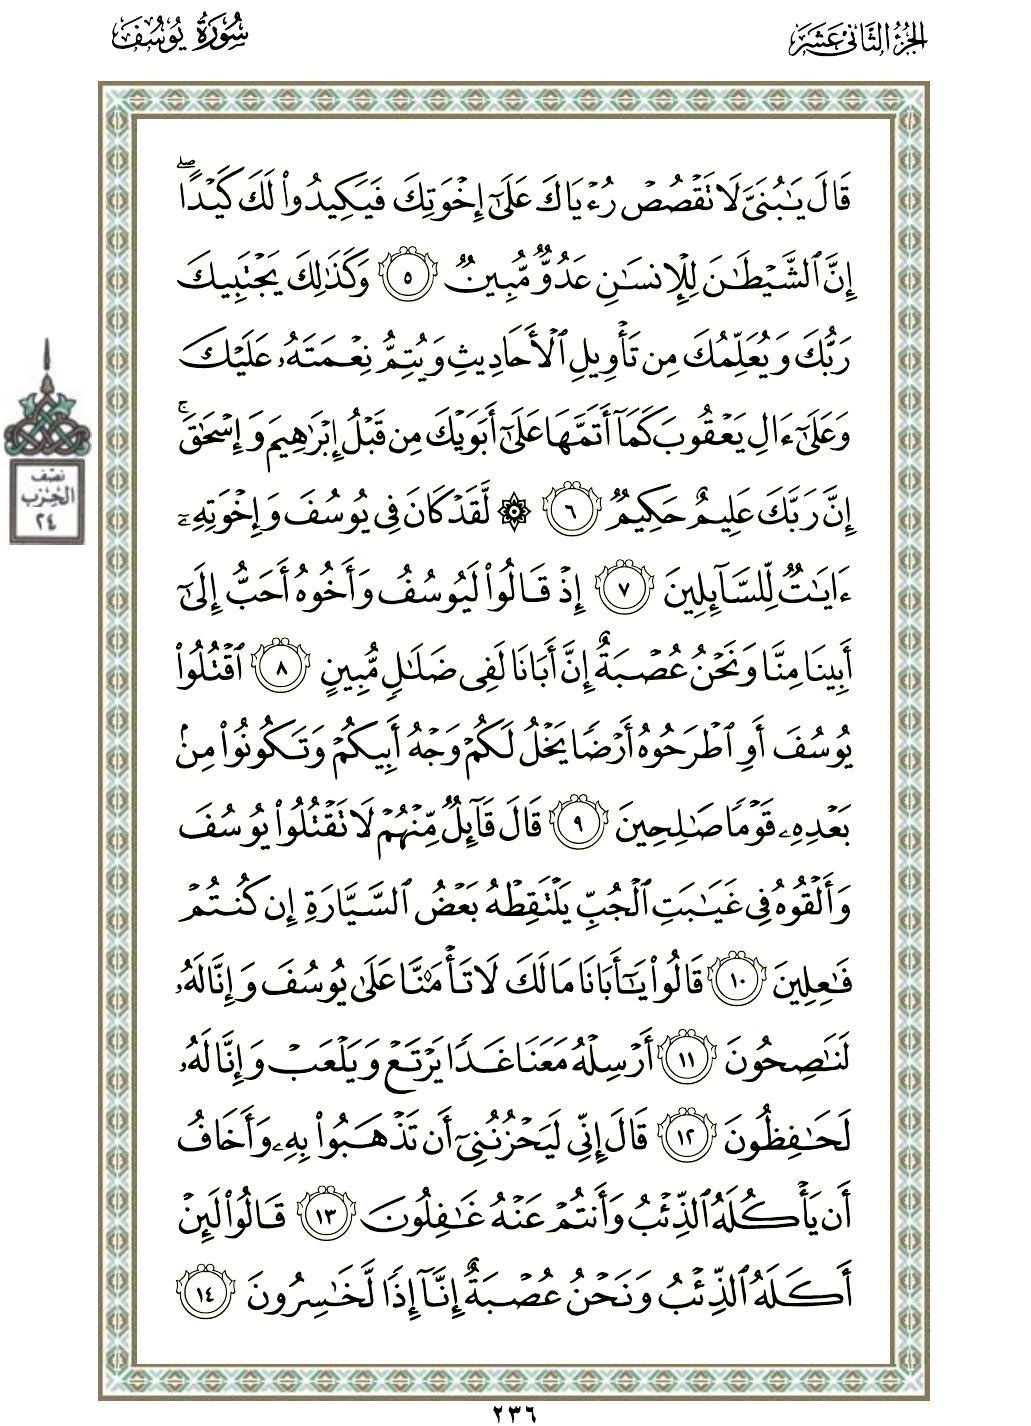 الجزء الثاني عشر
سورة يوسف
قَالَ يَٰبُنَيَّ لَا تَقْصُصْ رُءْيَاكَ عَلَىٰٓ إِخْوَتِكَ فَيَكِيدُوا۟ لَكَ كَيْدًا ۖ
إِنَّ ٱلشَّيْطَٰنَ لِلْإِنسَٰنِ عَدُوٌّ مُّبِينٌ ٥ وَكَذَٰلِكَ يَجْتَبِيكَ
رَبُّكَ وَيُعَلِّمُكَ مِن تَأْوِيلِ ٱلْأَحَادِيثِ وَيُتِمُّ نِعْمَتَهُۥ عَلَيْكَ
وَعَلَىٰٓ ءَالِ يَعْقُوبَ كَمَآ أَتَمَّهَا عَلَىٰٓ أَبَوَيْكَ مِن قَبْلُ إِبْرَٰهِيمَ وَإِسْحَٰقَ ۚ
إِنَّ رَبَّكَ عَلِيمٌ حَكِيمٌ ٦ ۞ لَّقَدْ كَانَ فِى يُوسُفَ وَإِخْوَتِهِۦٓ
ءَايَٰتٌ لِّلسَّآئِلِينَ ٧ إِذْ قَالُوا۟ لَيُوسُفُ وَأَخُوهُ أَحَبُّ إِلَىٰٓ
أَبِينَا مِنَّا وَنَحْنُ عُصْبَةٌ إِنَّ أَبَانَا لَفِى ضَلَٰلٍ مُّبِينٍ ٨ ٱقْتُلُوا۟
يُوسُفَ أَوِ ٱطْرَحُوهُ أَرْضًا يَخْلُ لَكُمْ وَجْهُ أَبِيكُمْ وَتَكُونُوا۟ مِنۢ
بَعْدِهِۦ قَوْمًا صَٰلِحِينَ ٩ قَالَ قَآئِلٌ مِّنْهُمْ لَا تَقْتُلُوا۟ يُوسُفَ
وَأَلْقُوهُ فِى غَيَٰبَتِ ٱلْجُبِّ يَلْتَقِطْهُ بَعْضُ ٱلسَّيَّارَةِ إِن كُنتُمْ
فَٰعِلِينَ ١٠ قَالُوا۟ يَٰٓأَبَانَا مَا لَكَ لَا تَأْمَ۫نَّا عَلَىٰ يُوسُفَ وَإِنَّا لَهُۥ
لَنَٰصِحُونَ ١١ أَرْسِلْهُ مَعَنَا غَدًا يَرْتَعْ وَيَلْعَبْ وَإِنَّا لَهُۥ
لَحَٰفِظُونَ ١٢ قَالَ إِنِّى لَيَحْزُنُنِىٓ أَن تَذْهَبُوا۟ بِهِۦ وَأَخَافُ
أَن يَأْكُلَهُ ٱلذِّئْبُ وَأَنتُمْ عَنْهُ غَٰفِلُونَ ١٣ قَالُوا۟ لَئِنْ
أَكَلَهُ ٱلذِّئْبُ وَنَحْنُ عُصْبَةٌ إِنَّآ إِذًا لَّخَٰسِرُونَ ١٤
نصف
الحزب
٢٤
٢٣٦